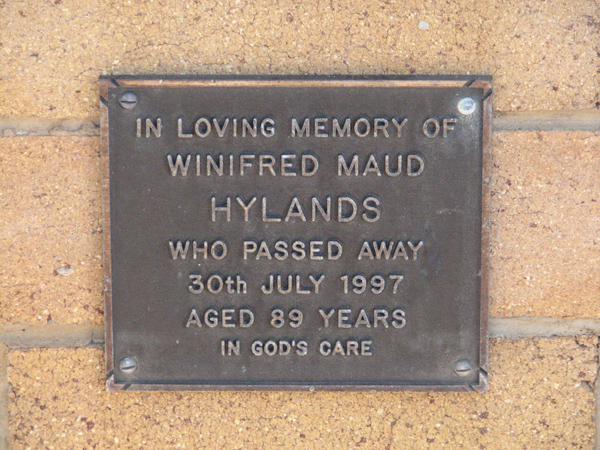 IN LOVING MEMORY OF
WINIFRED MAUD
HYLANDS
WHO PASSED AWAY
30th JULY 1997
AGED 89 YEARS
IN GOD'S CARE